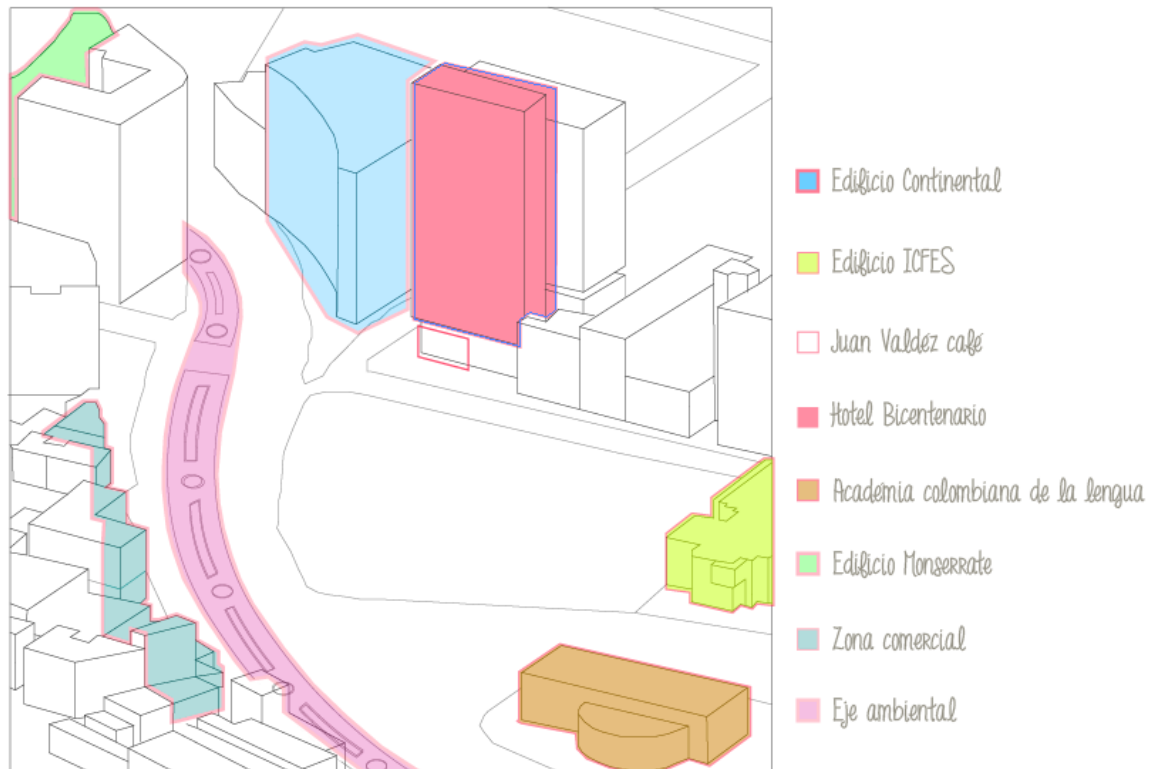 Edificio Continental
Edificio ICFES
Juan Valdéz café
Hotel Bicentenario
Academia colombiana de la lengua
Edificio Monserrate
Zona comercial
Eje ambiental